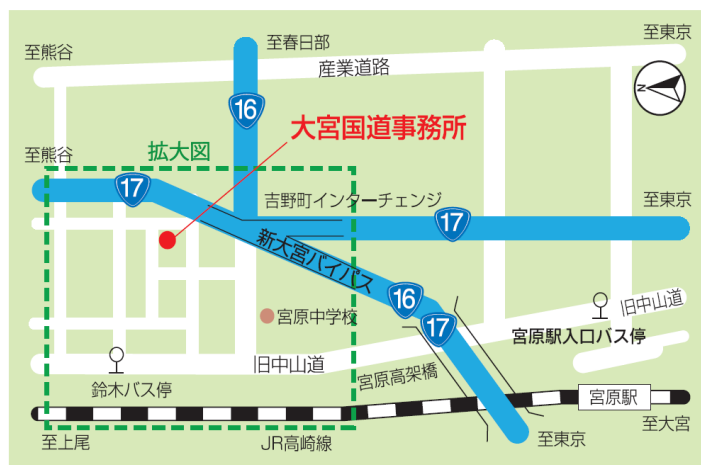 至熊谷
至春日部
産業道路
至東京
N
16
大宮国道事務所
拡大図
至熊谷
17
吉野町インターチェンジ
17
至東京
新大宮バイパス
16
17
宮原中学校
旧中山道
宮原駅入口バス停
旧中山道
鈴木バス停
宮原高架橋
宮原駅
至上尾
JR高崎線
至東京
至大宮